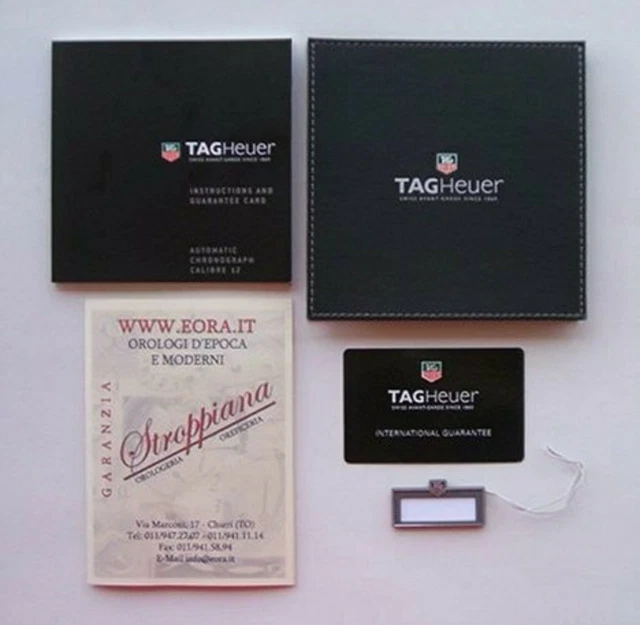 TAGHeuer
SWISS AVANT-GARDE SINCE 1860
INSTRUCTIONS AND
GUARANTEE CARD
AUTOMATIC
CHRONOGRAPH
CALIBRE 12
TAGHeuer
SWISS AVANT-GARDE SINCE 1860
WWW.EORA.IT
OROLOGI D'EPOCA
E MODERNI
GARANZIA
Stroppiana
OROLOGERIA OREFICERIA
Via Marconi, 17 - Chieri (TO)
Tel: 011/947.27.07 - 011/941.11.14
Fax: 011/941.58.94
E-Mail info@eora.it
TAGHeuer
SWISS AVANT-GARDE SINCE 1860
INTERNATIONAL GUARANTEE